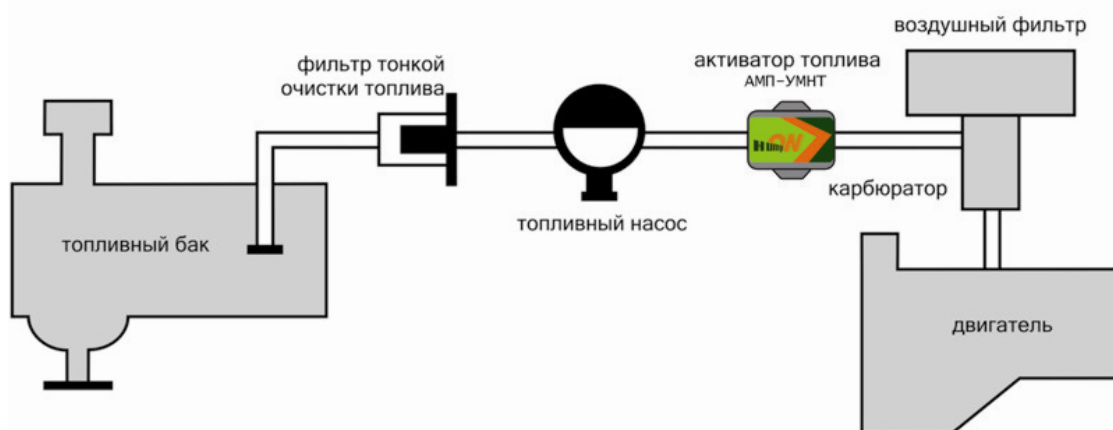 воздушный фильтр
фильтр тонкой
очистки топлива
активатор топлива
АМП-УМНТ
карбюратор
топливный насос
топливный бак
двигатель